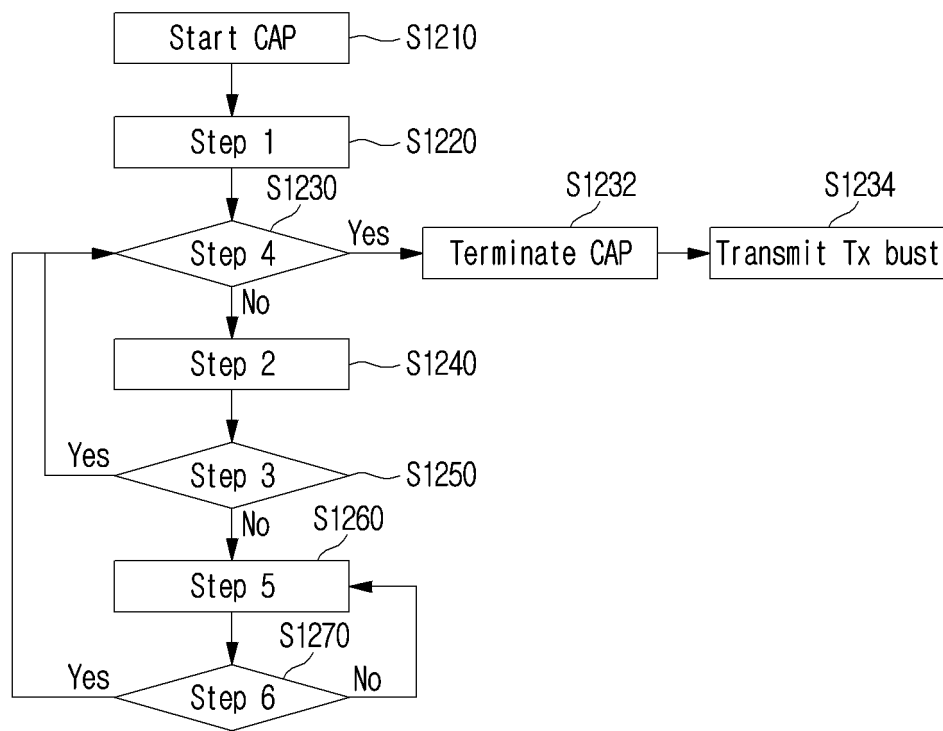 Start CAP
S1210
Step 1
S1220
S1230
Step 4
Yes
No
S1232
Terminate CAP
S1234
Transmit Tx bust
Step 2
S1240
Yes
Step 3
S1250
No
S1260
Step 5
S1270
Yes
Step 6
No